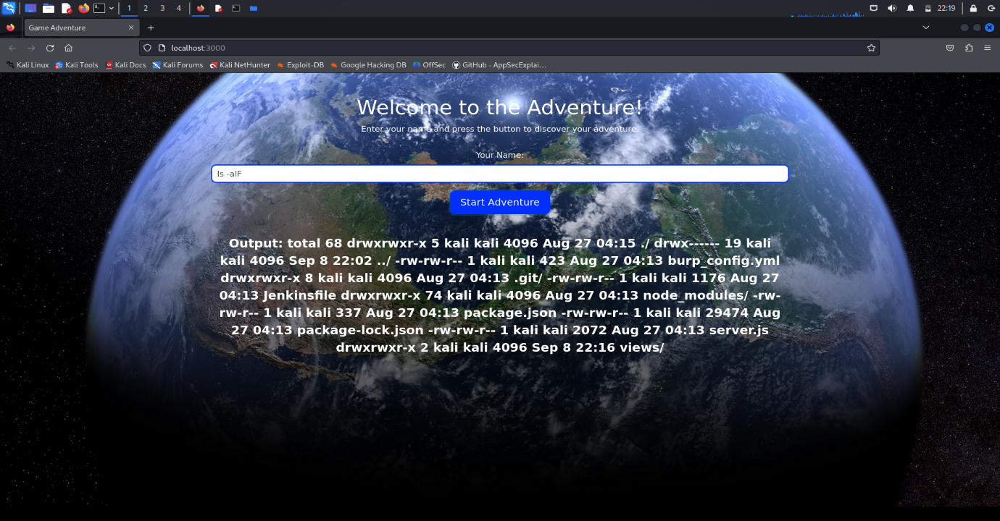 1 2 3 4 22:19
Game Adventure
localhost:3000
Kali Linux Kali Tools Kali Docs Kali Forums Kali NetHunter Exploit-DB Google Hacking DB OffSec GitHub - AppSecExplai...
Welcome to the Adventure!
Enter your name and press the button to discover your adventure.
Your Name:
ls -alF
Start Adventure
Output: total 68 drwxrwxr-x 5 kali kali 4096 Aug 27 04:15 ./ drwx------ 19 kali
kali 4096 Sep 8 22:02 ../ -rw-rw-r-- 1 kali kali 423 Aug 27 04:13 burp_config.yml
drwxrwxr-x 8 kali kali 4096 Aug 27 04:13 .git/ -rw-rw-r-- 1 kali kali 1176 Aug 27
04:13 Jenkinsfile drwxrwxr-x 74 kali kali 4096 Aug 27 04:13 node_modules/ -rw-
rw-r-- 1 kali kali 337 Aug 27 04:13 package.json -rw-rw-r-- 1 kali kali 29474 Aug
27 04:13 package-lock.json -rw-rw-r-- 1 kali kali 2072 Aug 27 04:13 server.js
drwxrwxr-x 2 kali kali 4096 Sep 8 22:16 views/